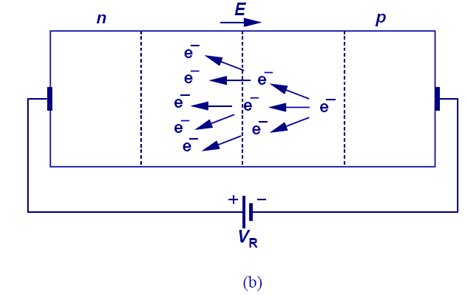 E
n p
e⁻
e⁻ e⁻
e⁻ e⁻ e⁻
e⁻ e⁻
e⁻
+ −
V_R
(b)